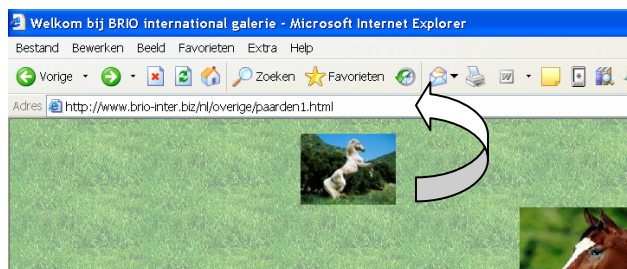 Welkom bij BRIO international galerie - Microsoft Internet Explorer
Bestand Bewerken Beeld Favorieten Extra Help
Vorige Zoeken Favorieten W
Adres http://www.brio-inter.biz/nl/overige/paarden1.html